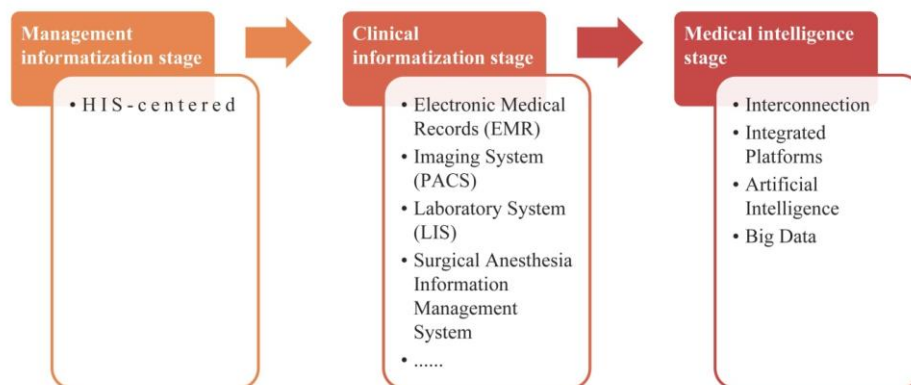 Management
informatization stage
• H I S - c e n t e r e d
Clinical
informatization stage
• Electronic Medical
Records (EMR)
• Imaging System
(PACS)
• Laboratory System
(LIS)
• Surgical Anesthesia
Information
Management
System
• ......
Medical intelligence
stage
• Interconnection
• Integrated
Platforms
• Artificial
Intelligence
• Big Data